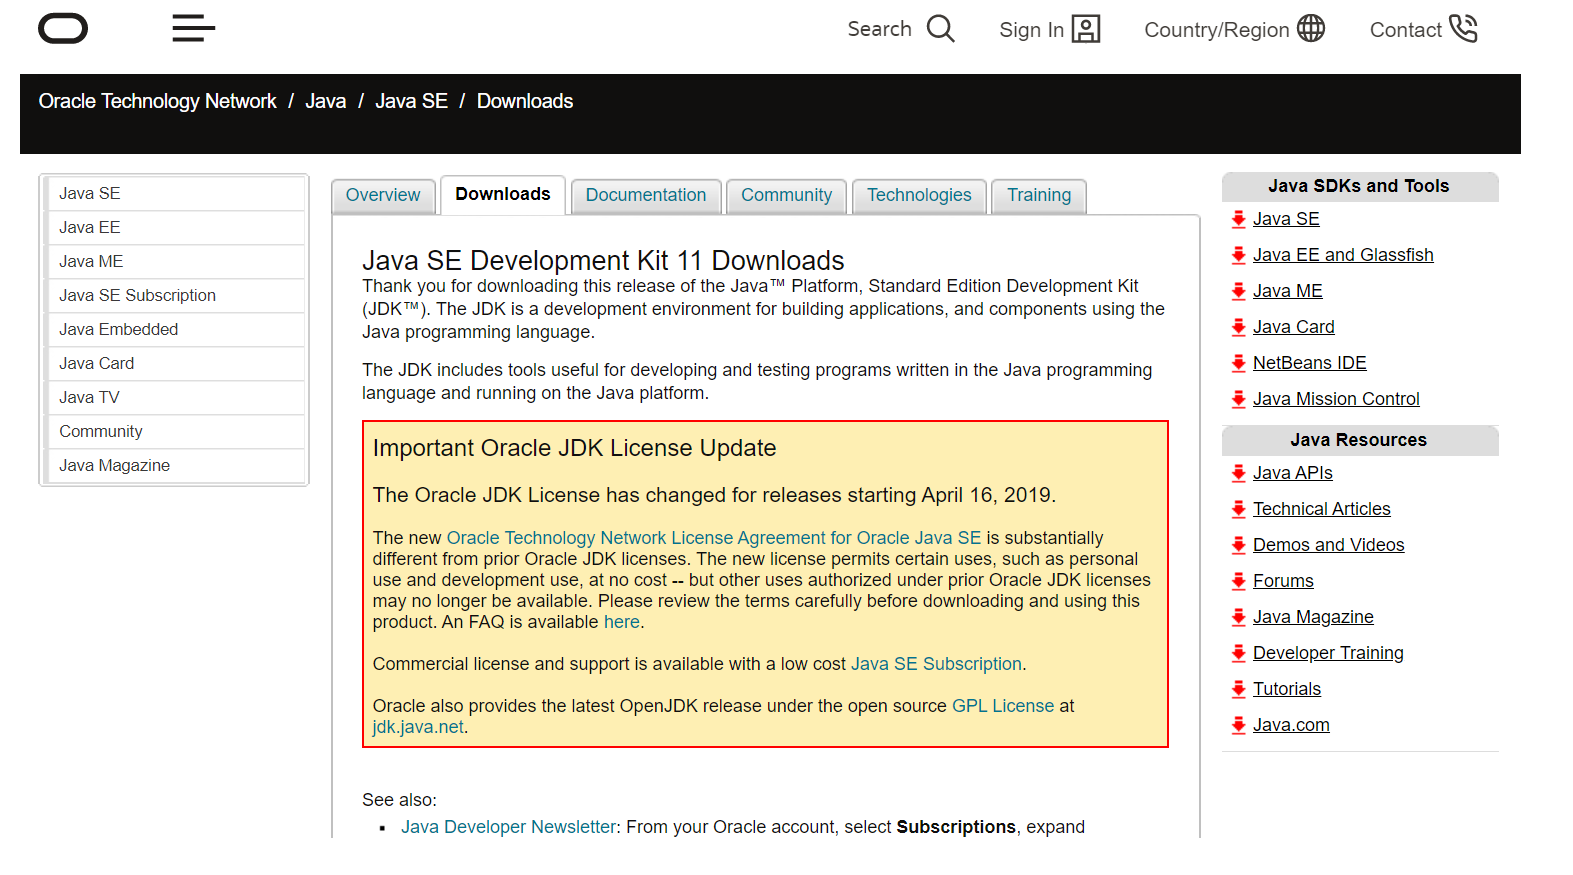 Search
Sign In
Country/Region
Contact
Oracle Technology Network / Java / Java SE / Downloads
Java SE
Java EE
Java ME
Java SE Subscription
Java Embedded
Java Card
Java TV
Community
Java Magazine
Overview
Downloads
Documentation
Community
Technologies
Training
Java SE Development Kit 11 Downloads
Thank you for downloading this release of the Java™ Platform, Standard Edition Development Kit
(JDK™). The JDK is a development environment for building applications, and components using the
Java programming language.
The JDK includes tools useful for developing and testing programs written in the Java programming
language and running on the Java platform.
Important Oracle JDK License Update
The Oracle JDK License has changed for releases starting April 16, 2019.
The new Oracle Technology Network License Agreement for Oracle Java SE is substantially
different from prior Oracle JDK licenses. The new license permits certain uses, such as personal
use and development use, at no cost -- but other uses authorized under prior Oracle JDK licenses
may no longer be available. Please review the terms carefully before downloading and using this
product. An FAQ is available here.
Commercial license and support is available with a low cost Java SE Subscription.
Oracle also provides the latest OpenJDK release under the open source GPL License at
jdk.java.net.
See also:
▪ Java Developer Newsletter: From your Oracle account, select Subscriptions, expand
Java SDKs and Tools
Java SE
Java EE and Glassfish
Java ME
Java Card
NetBeans IDE
Java Mission Control
Java Resources
Java APIs
Technical Articles
Demos and Videos
Forums
Java Magazine
Developer Training
Tutorials
Java.com